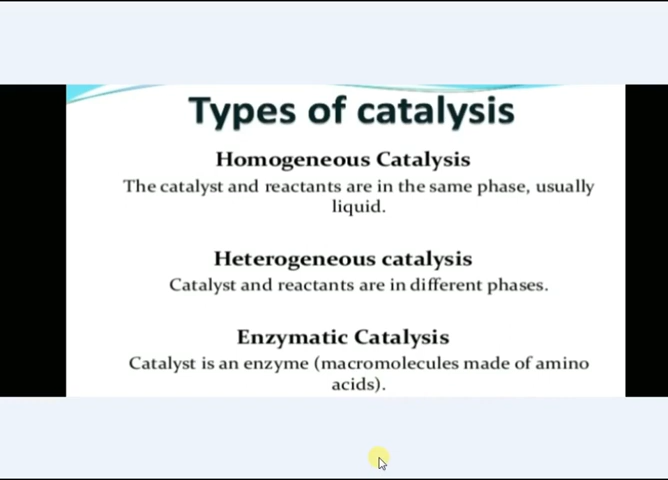 Types of catalysis
Homogeneous Catalysis
The catalyst and reactants are in the same phase, usually
liquid.
Heterogeneous catalysis
Catalyst and reactants are in different phases.
Enzymatic Catalysis
Catalyst is an enzyme (macromolecules made of amino
acids).